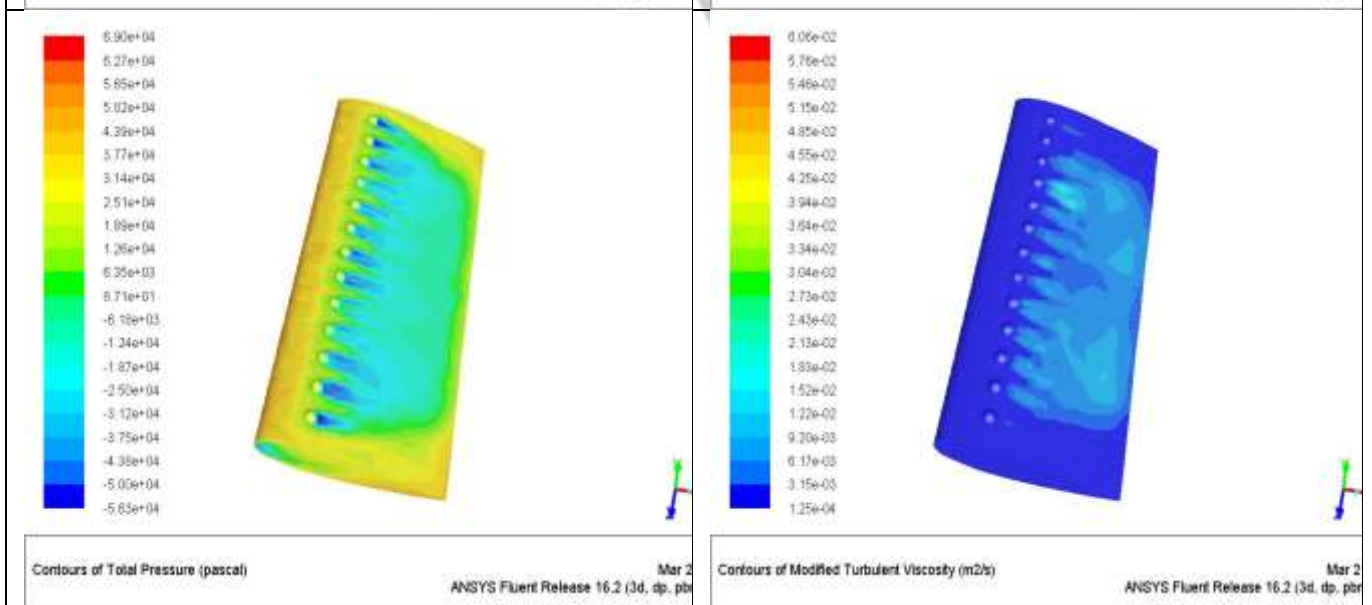 6.90e+04
6.27e+04
5.65e+04
5.02e+04
4.39e+04
3.77e+04
3.14e+04
2.51e+04
1.89e+04
1.26e+04
6.35e+03
8.71e+01
-6.18e+03
-1.24e+04
-1.87e+04
-2.50e+04
-3.12e+04
-3.75e+04
-4.38e+04
-5.00e+04
-5.63e+04
Contours of Total Pressure (pascal)
Mar 2
ANSYS Fluent Release 16.2 (3d, dp, pbn
6.06e-02
5.76e-02
5.46e-02
5.15e-02
4.85e-02
4.55e-02
4.25e-02
3.94e-02
3.64e-02
3.34e-02
3.04e-02
2.73e-02
2.43e-02
2.13e-02
1.83e-02
1.52e-02
1.22e-02
9.20e-03
6.17e-03
3.15e-03
1.25e-04
Contours of Modified Turbulent Viscosity (m2/s)
Mar 2
ANSYS Fluent Release 16.2 (3d, dp, pbn